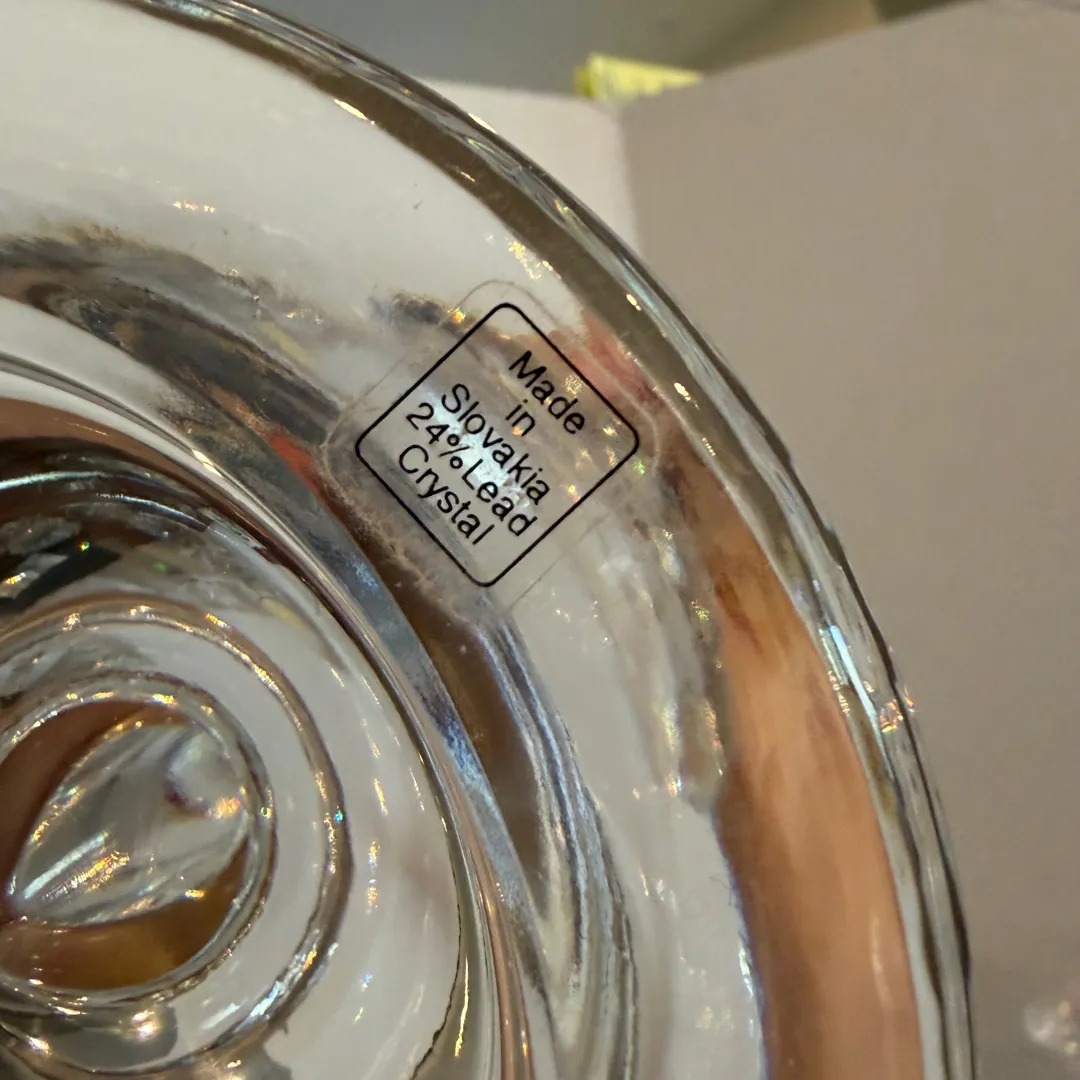 Made
in
Slovakia
24% Lead
Crystal